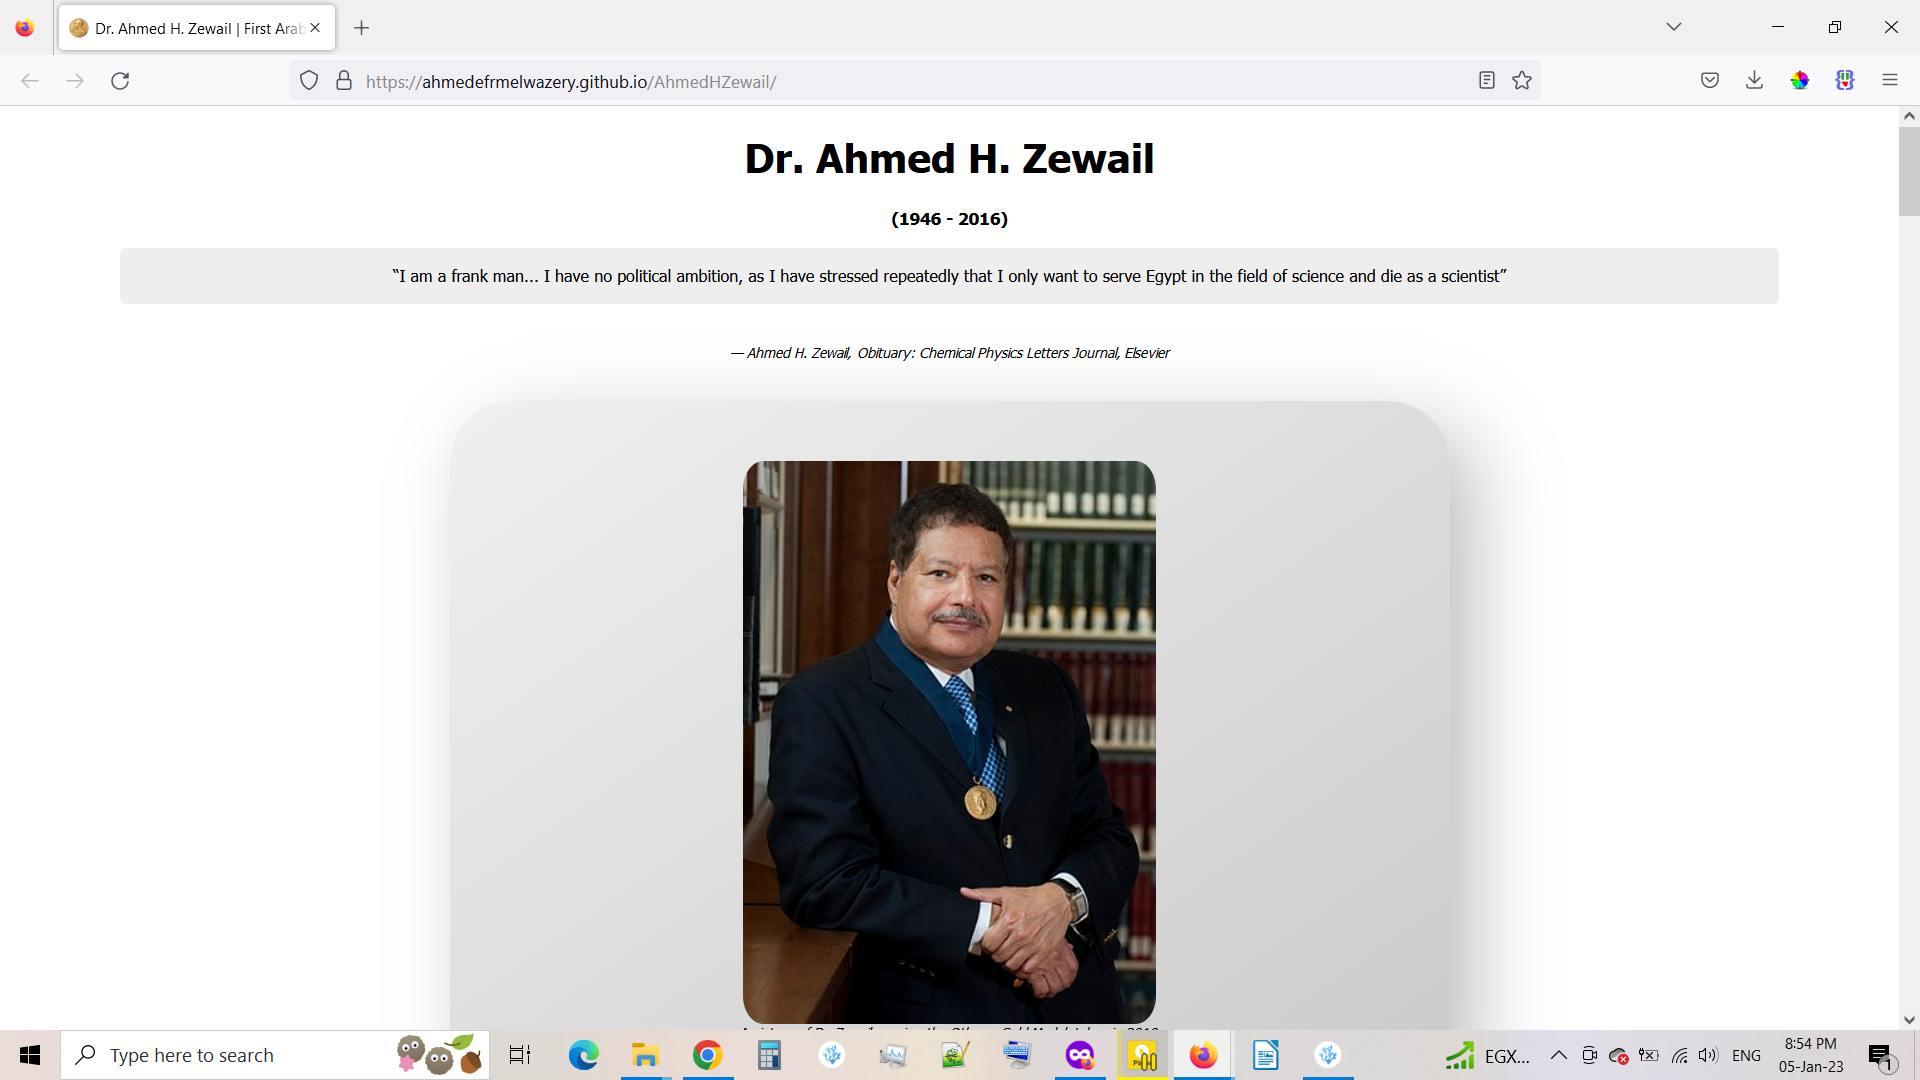 Dr. Ahmed H. Zewail | First Arab
https://ahmedefrmelwazery.github.io/AhmedHZewail/
Dr. Ahmed H. Zewail
(1946 - 2016)
“I am a frank man... I have no political ambition, as I have stressed repeatedly that I only want to serve Egypt in the field of science and die as a scientist”
— Ahmed H. Zewail, Obituary: Chemical Physics Letters Journal, Elsevier
Type here to search
EGX...
ENG
8:54 PM
05-Jan-23
1